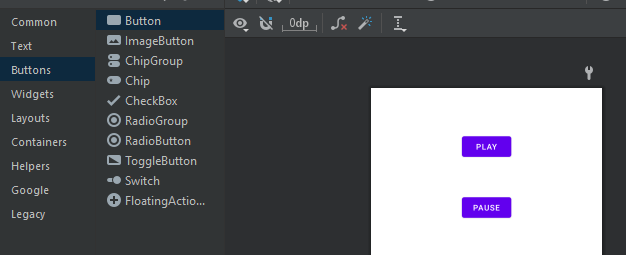 Common
Text
Buttons
Widgets
Layouts
Containers
Helpers
Google
Legacy
Button
ImageButton
ChipGroup
Chip
CheckBox
RadioGroup
RadioButton
ToggleButton
Switch
FloatingActio...
0dp
PLAY
PAUSE